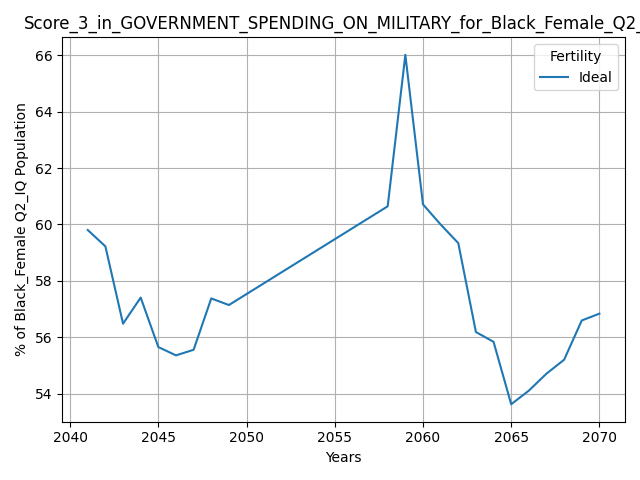 Score_3_in_GOVERNMENT_SPENDING_ON_MILITARY_for_Black_Female_Q2_
Fertility
Ideal
66
64
62
60
58
56
54
% of Black_Female Q2_IQ Population
2040 2045 2050 2055 2060 2065 2070
Years